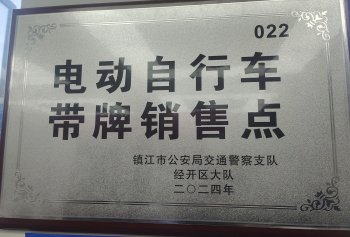 022
电动自行车
带牌销售点
镇江市公安局交通警察支队
经开区大队
二〇二四年